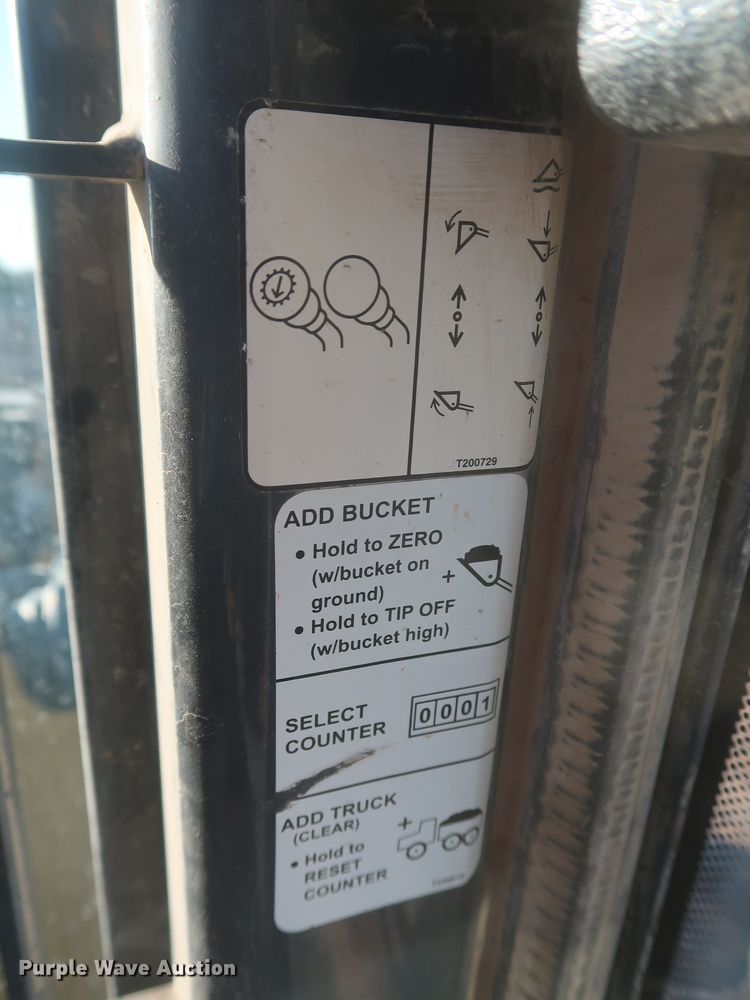 T200729
ADD BUCKET
• Hold to ZERO
(w/bucket on
ground)
• Hold to TIP OFF
(w/bucket high)
+
SELECT
COUNTER
0001
ADD TRUCK
(CLEAR)
+
• Hold to
RESET
COUNTER
Purple Wave Auction